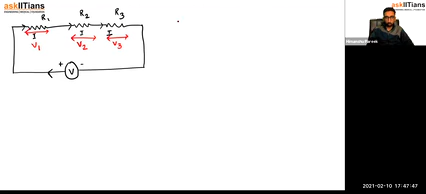 askIITians
askIITians
R₁ R₂ R₃
I I I
V₁ V₂ V₃
+ V -
2021-02-10 17:47:47